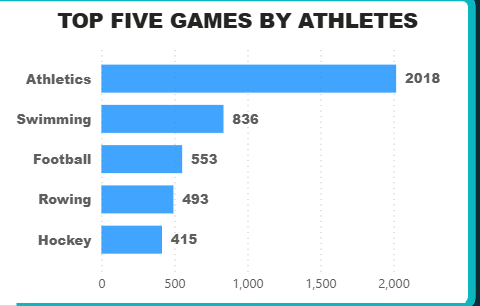 TOP FIVE GAMES BY ATHLETES
Athletics 2018
Swimming 836
Football 553
Rowing 493
Hockey 415
0 500 1,000 1,500 2,000